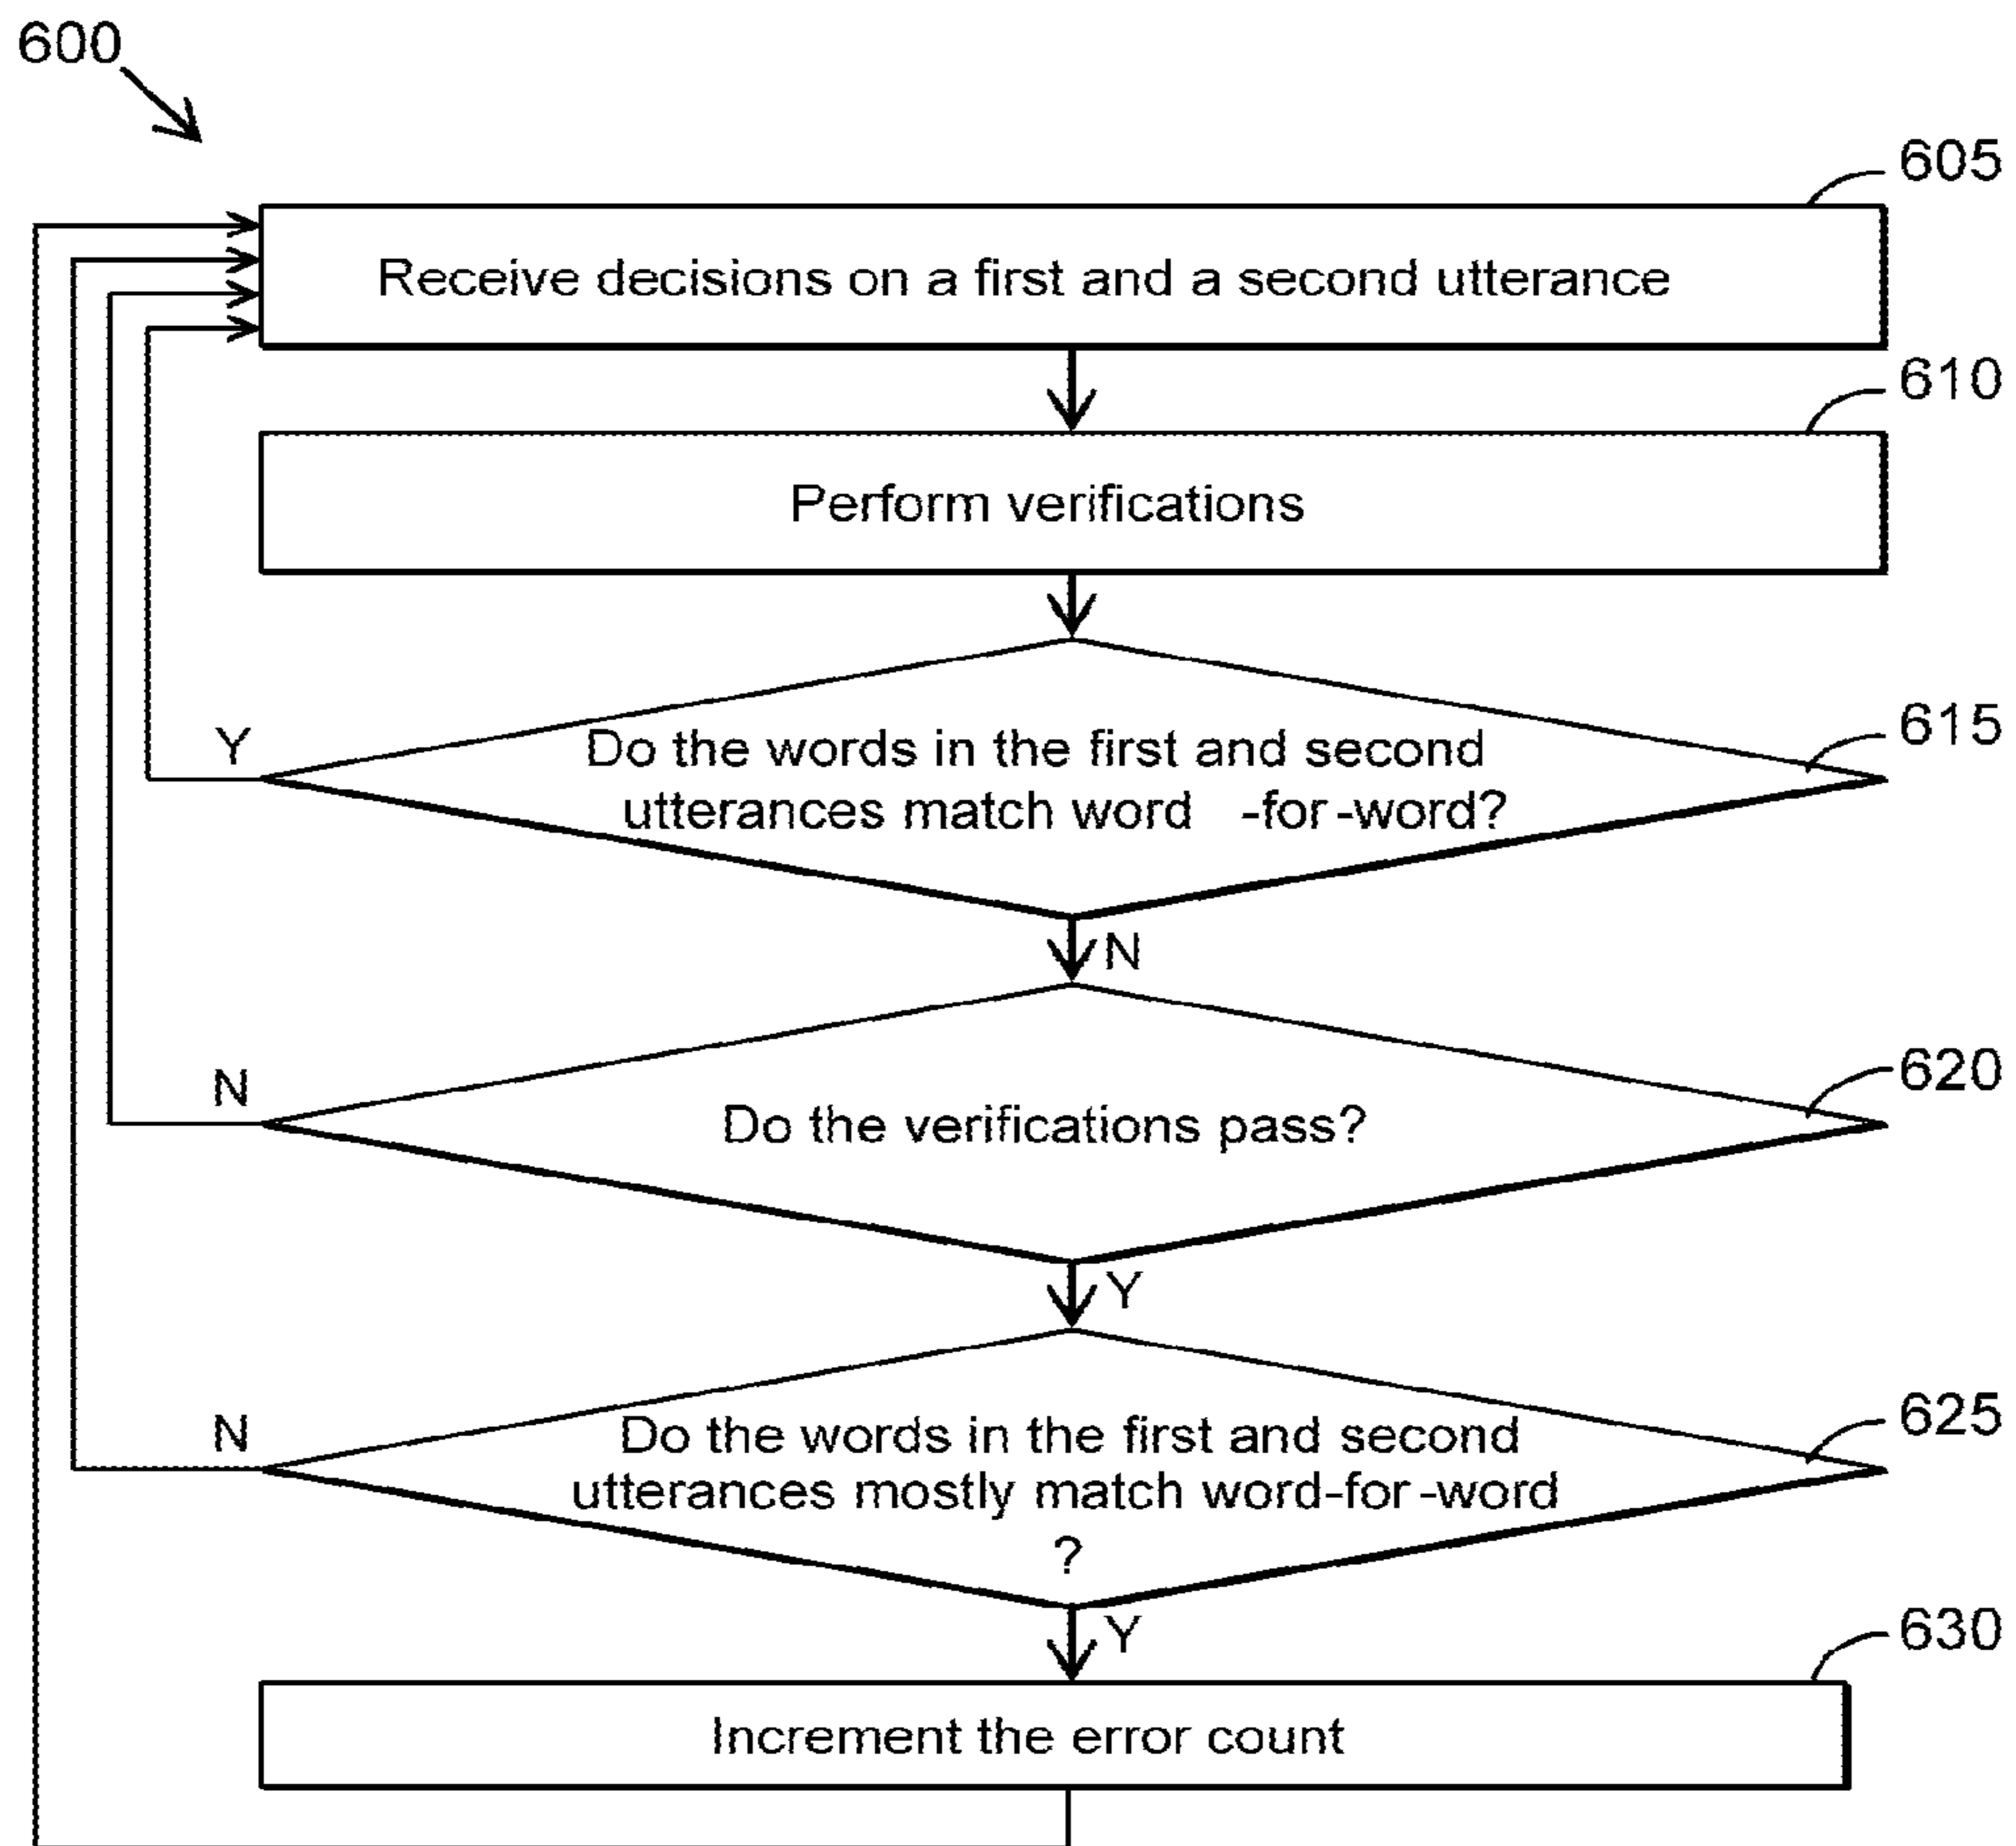 600
605
Receive decisions on a first and a second utterance
610
Perform verifications
615
Do the words in the first and second
utterances match word -for-word?
Y
N
620
Do the verifications pass?
N
Y
625
Do the words in the first and second
utterances mostly match word-for-word
?
N
Y
630
Increment the error count